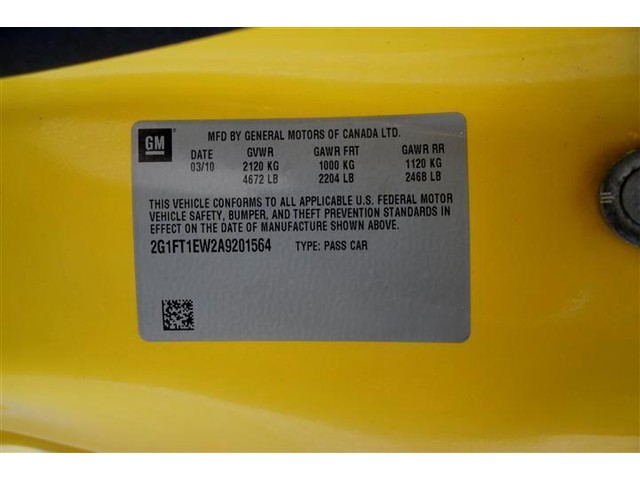 GM
MFD BY GENERAL MOTORS OF CANADA LTD.
DATE GVWR GAWR FRT GAWR RR
03/10 2120 KG 1000 KG 1120 KG
4672 LB 2204 LB 2468 LB
THIS VEHICLE CONFORMS TO ALL APPLICABLE U.S. FEDERAL MOTOR
VEHICLE SAFETY, BUMPER, AND THEFT PREVENTION STANDARDS IN
EFFECT ON THE DATE OF MANUFACTURE SHOWN ABOVE.
2G1FT1EW2A9201564 TYPE: PASS CAR